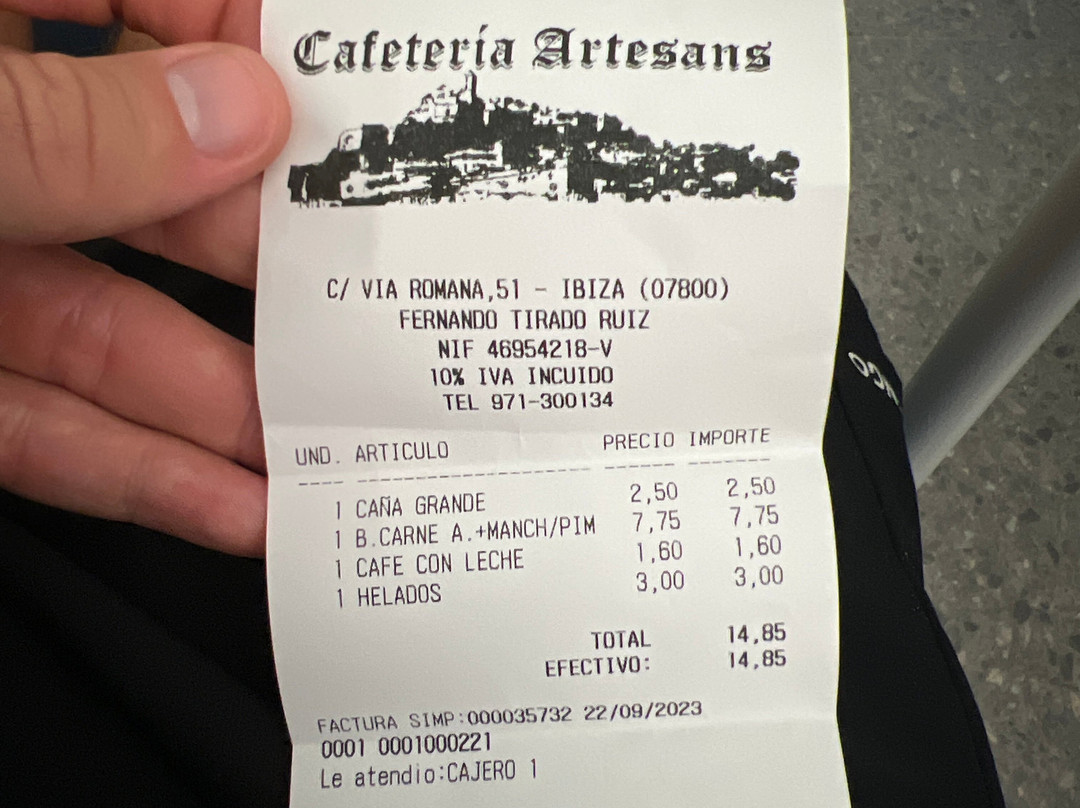 Cafetería Artesans
C/ VIA ROMANA,51 - IBIZA (07800)
FERNANDO TIRADO RUIZ
NIF 46954218-V
10% IVA INCUIDO
TEL 971-300134
UND. ARTICULO PRECIO IMPORTE
1 CAÑA GRANDE 2,50 2,50
1 B.CARNE A.+MANCH/PIM 7,75 7,75
1 CAFE CON LECHE 1,60 1,60
1 HELADOS 3,00 3,00
TOTAL 14,85
EFECTIVO: 14,85
FACTURA SIMP:000035732 22/09/2023
0001 0001000221
Le atendio:CAJERO 1